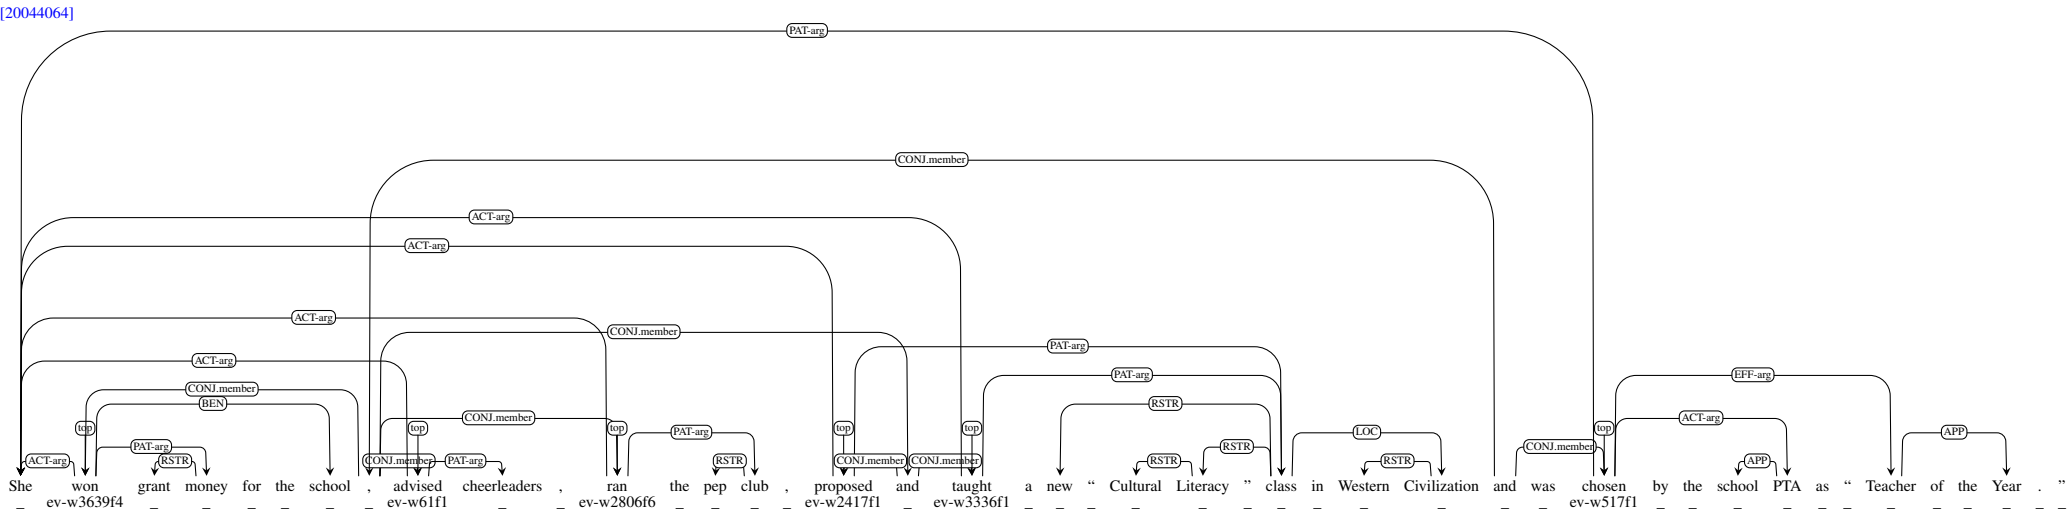 [20044064]
PAT-arg
CONJ.member
ACT-arg
ACT-arg
ACT-arg
CONJ.member
PAT-arg
ACT-arg
PAT-arg
EFF-arg
CONJ.member
BEN
RSTR
CONJ.member
ACT-arg
top top top top top top
PAT-arg LOC APP
PAT-arg RSTR CONJ.member
ACT-arg RSTR CONJ.member PAT-arg RSTR CONJ.member CONJ.member RSTR RSTR APP
She won grant money for the school , advised cheerleaders , ran the pep club , proposed and taught a new “ Cultural Literacy ” class in Western Civilization and was chosen by the school PTA as “ Teacher of the Year . ”
_ ev-w3639f4 _ _ _ _ _ _ ev-w61f1 _ _ ev-w2806f6 _ _ _ _ ev-w2417f1 _ ev-w3336f1 _ _ _ _ _ _ _ _ _ _ _ _ ev-w517f1 _ _ _ _ _ _ _ _ _ _ _ _